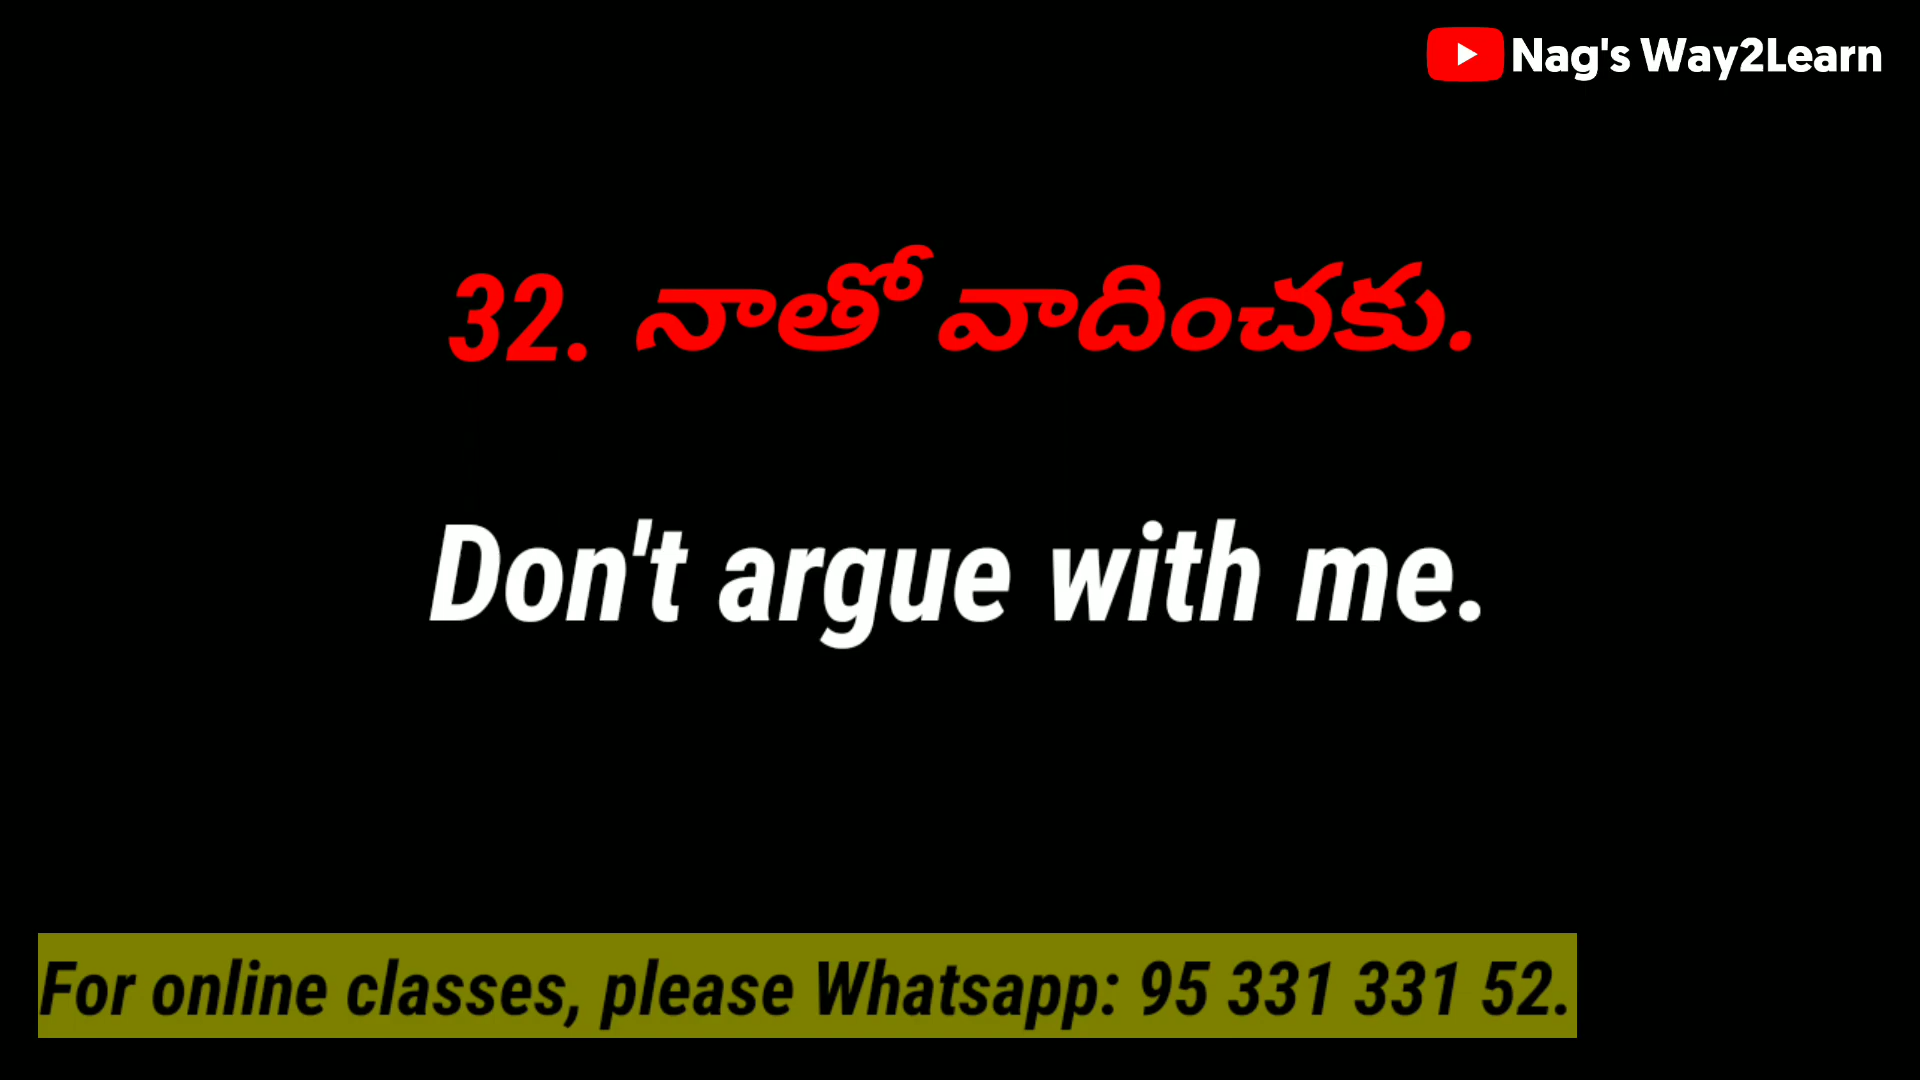 Nag's Way2Learn
32. నాతో వాదించకు.
Don't argue with me.
For online classes, please Whatsapp: 95 331 331 52.